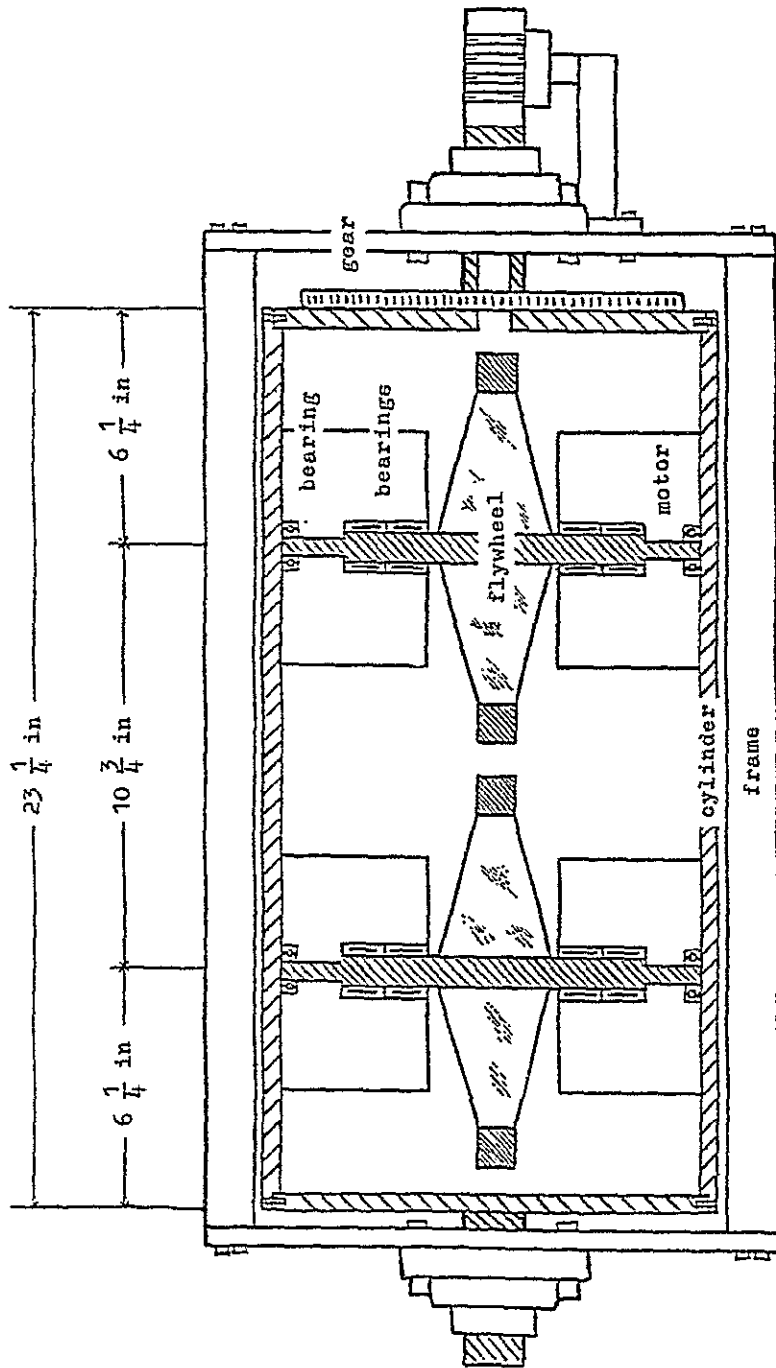 23 1/4 in
6 1/4 in
10 3/4 in
6 1/4 in
gear
bearing
bearings
flywheel
motor
cylinder
frame